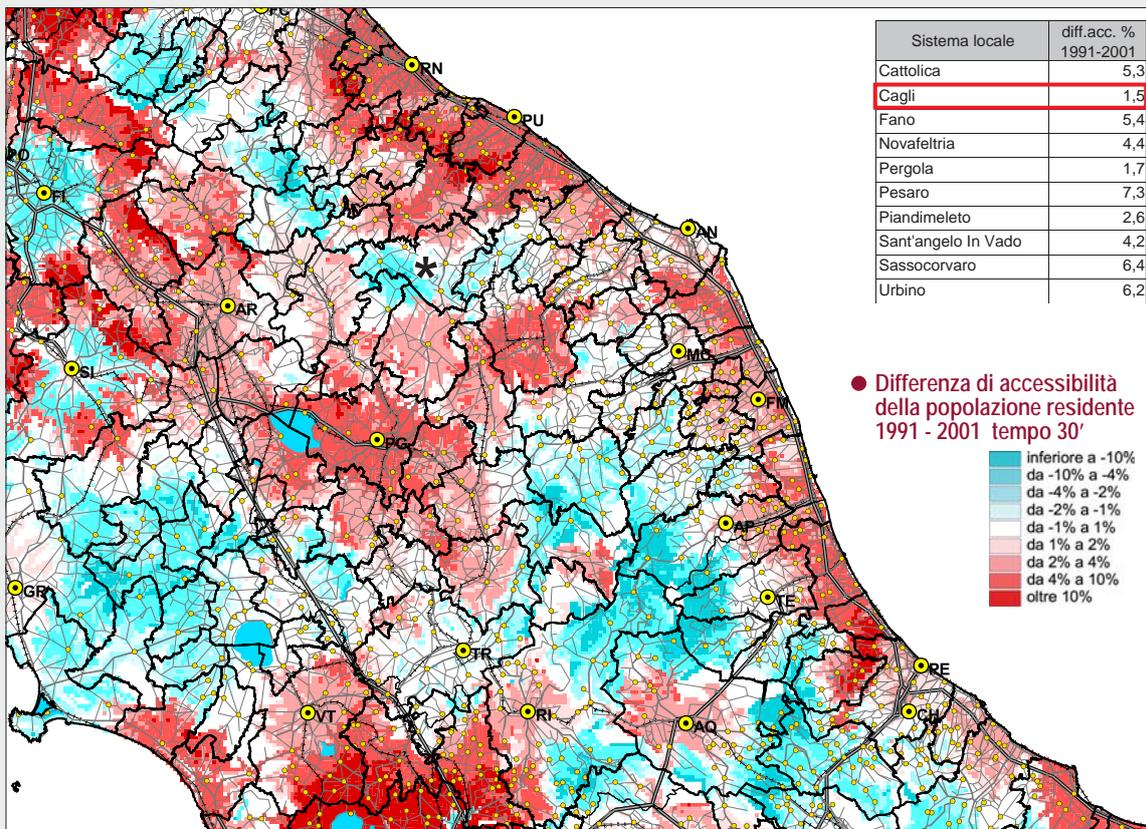 Sistema locale diff.acc. % 1991-2001
Cattolica 5,3
Cagli 1,5
Fano 5,4
Novafeltria 4,4
Pergola 1,7
Pesaro 7,3
Piandimeleto 2,6
Sant'angelo In Vado 4,2
Sassocorvaro 6,4
Urbino 6,2
● Differenza di accessibilità
della popolazione residente
1991 - 2001 tempo 30'
inferiore a -10%
da -10% a -4%
da -4% a -2%
da -2% a -1%
da -1% a 1%
da 1% a 2%
da 2% a 4%
da 4% a 10%
oltre 10%
RN
PU
PO
FI
AN
*
AR
MC
SI
FM
PG
AP
GR
TE
TR
PE
VT
RI
AQ
CH